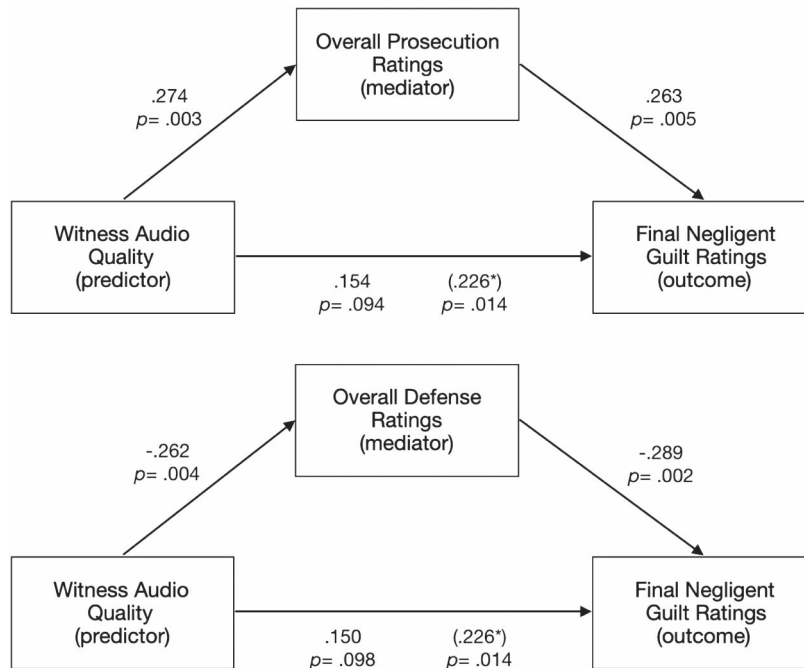 Overall Prosecution
Ratings
(mediator)
.274
p= .003
.263
p= .005
Witness Audio
Quality
(predictor)
Final Negligent
Guilt Ratings
(outcome)
.154 (.226*)
p= .094 p= .014
Overall Defense
Ratings
(mediator)
-.262
p= .004
-.289
p= .002
Witness Audio
Quality
(predictor)
Final Negligent
Guilt Ratings
(outcome)
.150 (.226*)
p= .098 p= .014